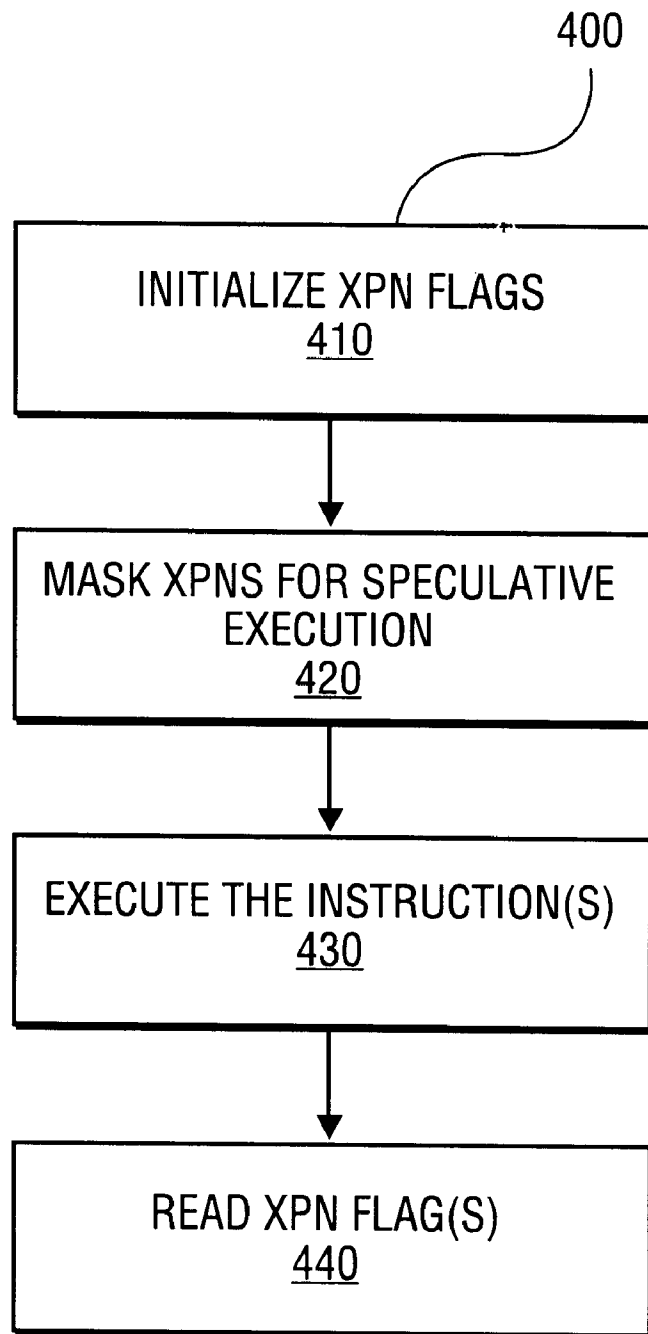 400
INITIALIZE XPN FLAGS
410
MASK XPNS FOR SPECULATIVE
EXECUTION
420
EXECUTE THE INSTRUCTION(S)
430
READ XPN FLAG(S)
440